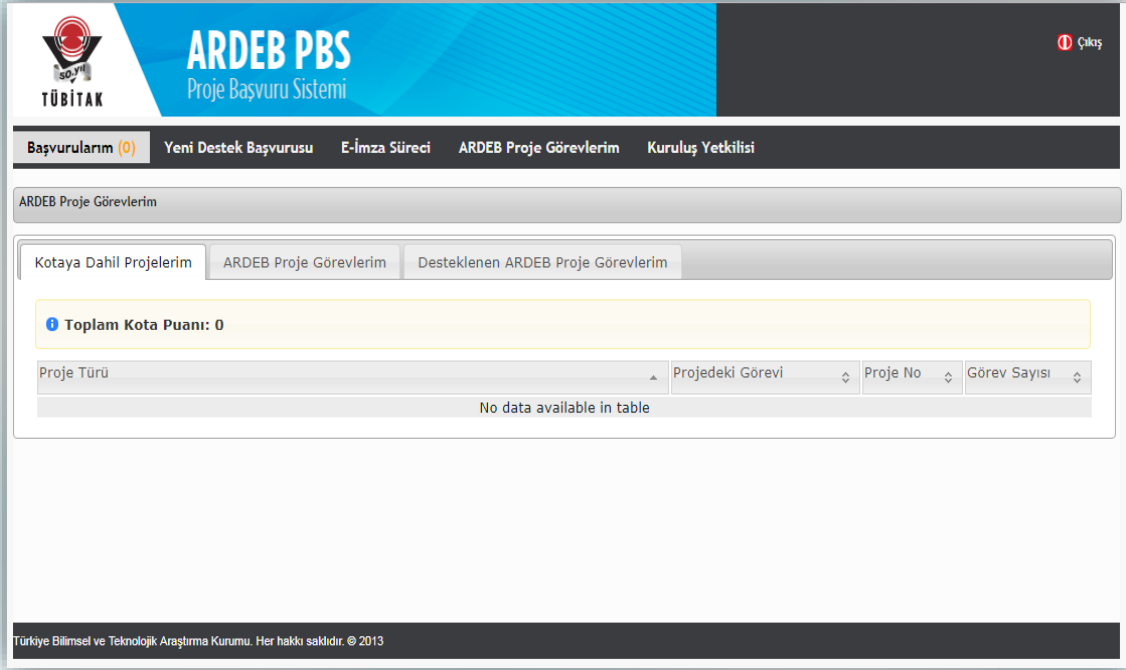 50.yıl
TÜBİTAK
ARDEB PBS
Proje Başvuru Sistemi
Çıkış
Başvurularım (0) Yeni Destek Başvurusu E-İmza Süreci ARDEB Proje Görevlerim Kuruluş Yetkilisi
ARDEB Proje Görevlerim
Kotaya Dahil Projelerim ARDEB Proje Görevlerim Desteklenen ARDEB Proje Görevlerim
Toplam Kota Puanı: 0
Proje Türü Projedeki Görevi Proje No Görev Sayısı
No data available in table
Türkiye Bilimsel ve Teknolojik Araştırma Kurumu. Her hakkı saklıdır. © 2013